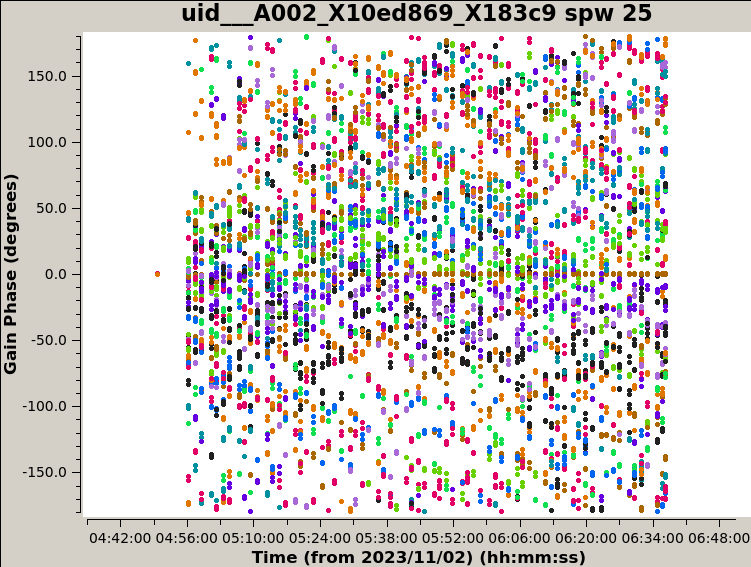 uid___A002_X10ed869_X183c9 spw 25
Gain Phase (degrees)
150.0
100.0
50.0
0.0
-50.0
-100.0
-150.0
04:42:00 04:56:00 05:10:00 05:24:00 05:38:00 05:52:00 06:06:00 06:20:00 06:34:00 06:48:00
Time (from 2023/11/02) (hh:mm:ss)